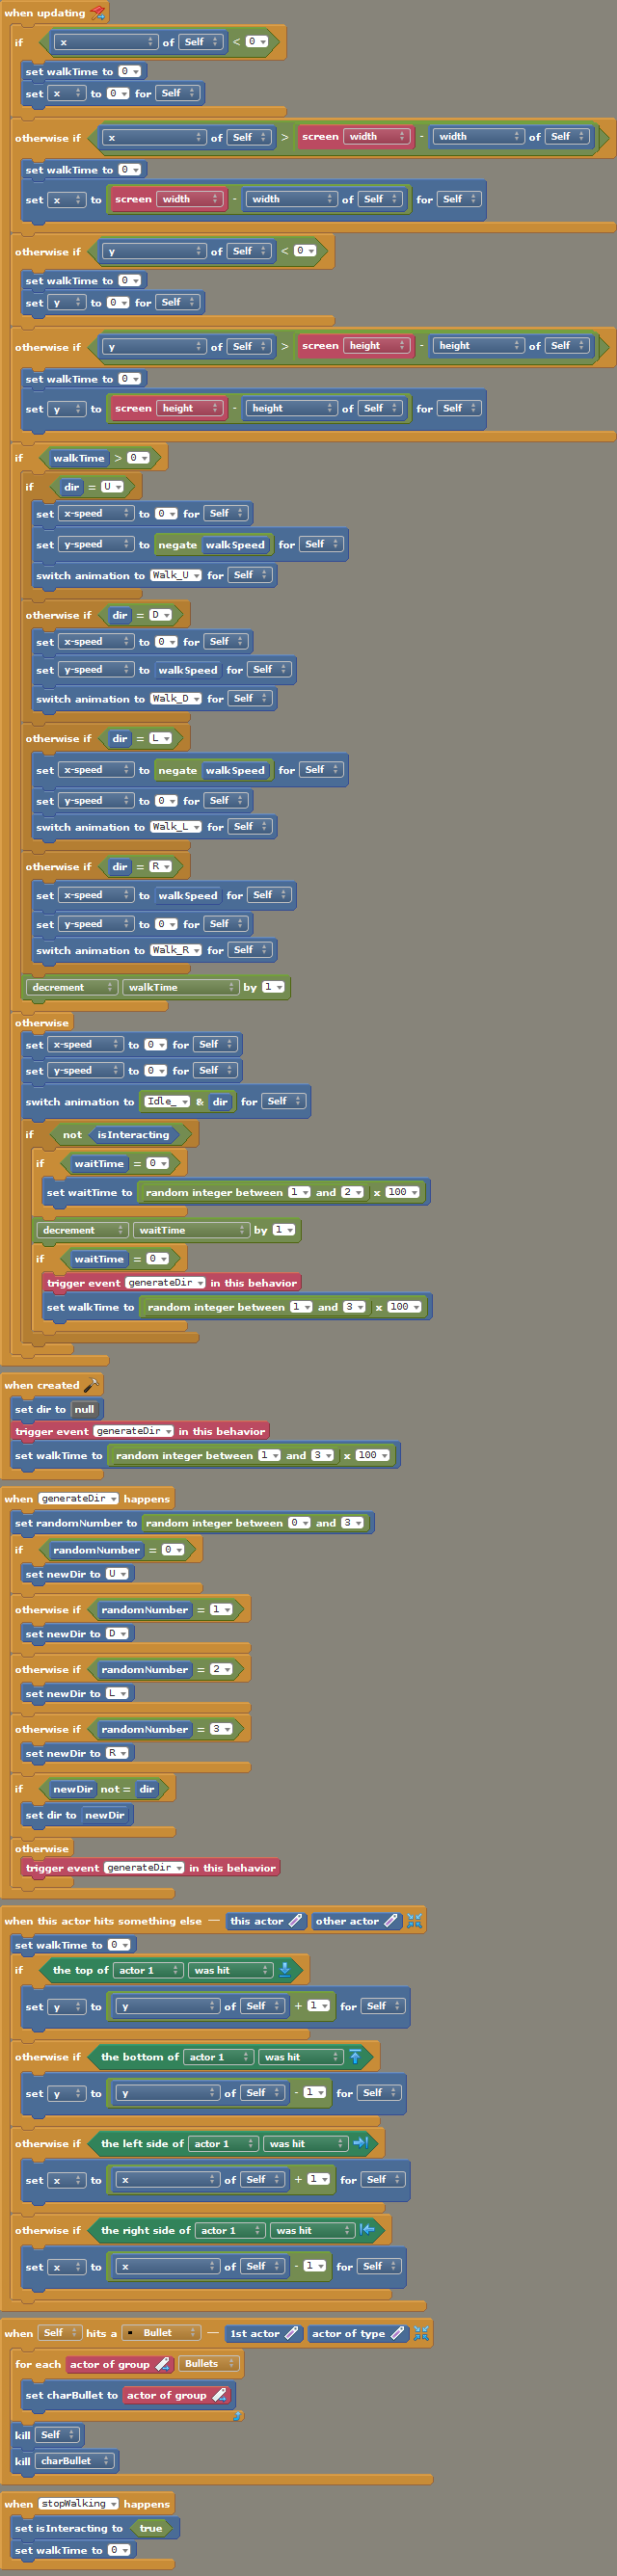 when updating
if x of Self < 0
set walkTime to 0
set x to 0 for Self
otherwise if x of Self > screen width - width of Self
set walkTime to 0
set x to screen width - width of Self for Self
otherwise if y of Self < 0
set walkTime to 0
set y to 0 for Self
otherwise if y of Self > screen height - height of Self
set walkTime to 0
set y to screen height - height of Self for Self
if walkTime > 0
if dir = U
set x-speed to 0 for Self
set y-speed to negate walkSpeed for Self
switch animation to Walk_U for Self
otherwise if dir = D
set x-speed to 0 for Self
set y-speed to walkSpeed for Self
switch animation to Walk_D for Self
otherwise if dir = L
set x-speed to negate walkSpeed for Self
set y-speed to 0 for Self
switch animation to Walk_L for Self
otherwise if dir = R
set x-speed to walkSpeed for Self
set y-speed to 0 for Self
switch animation to Walk_R for Self
decrement walkTime by 1
otherwise
set x-speed to 0 for Self
set y-speed to 0 for Self
switch animation to Idle_ & dir for Self
if not isInteracting
if waitTime = 0
set waitTime to random integer between 1 and 2 x 100
decrement waitTime by 1
if waitTime = 0
trigger event generateDir in this behavior
set walkTime to random integer between 1 and 3 x 100
when created
set dir to null
trigger event generateDir in this behavior
set walkTime to random integer between 1 and 3 x 100
when generateDir happens
set randomNumber to random integer between 0 and 3
if randomNumber = 0
set newDir to U
otherwise if randomNumber = 1
set newDir to D
otherwise if randomNumber = 2
set newDir to L
otherwise if randomNumber = 3
set newDir to R
if newDir not = dir
set dir to newDir
otherwise
trigger event generateDir in this behavior
when this actor hits something else — this actor other actor
set walkTime to 0
if the top of actor 1 was hit
set y to y of Self + 1 for Self
otherwise if the bottom of actor 1 was hit
set y to y of Self - 1 for Self
otherwise if the left side of actor 1 was hit
set x to x of Self + 1 for Self
otherwise if the right side of actor 1 was hit
set x to x of Self - 1 for Self
when Self hits a Bullet — 1st actor actor of type
for each actor of group Bullets
set charBullet to actor of group
kill Self
kill charBullet
when stopWalking happens
set isInteracting to true
set walkTime to 0